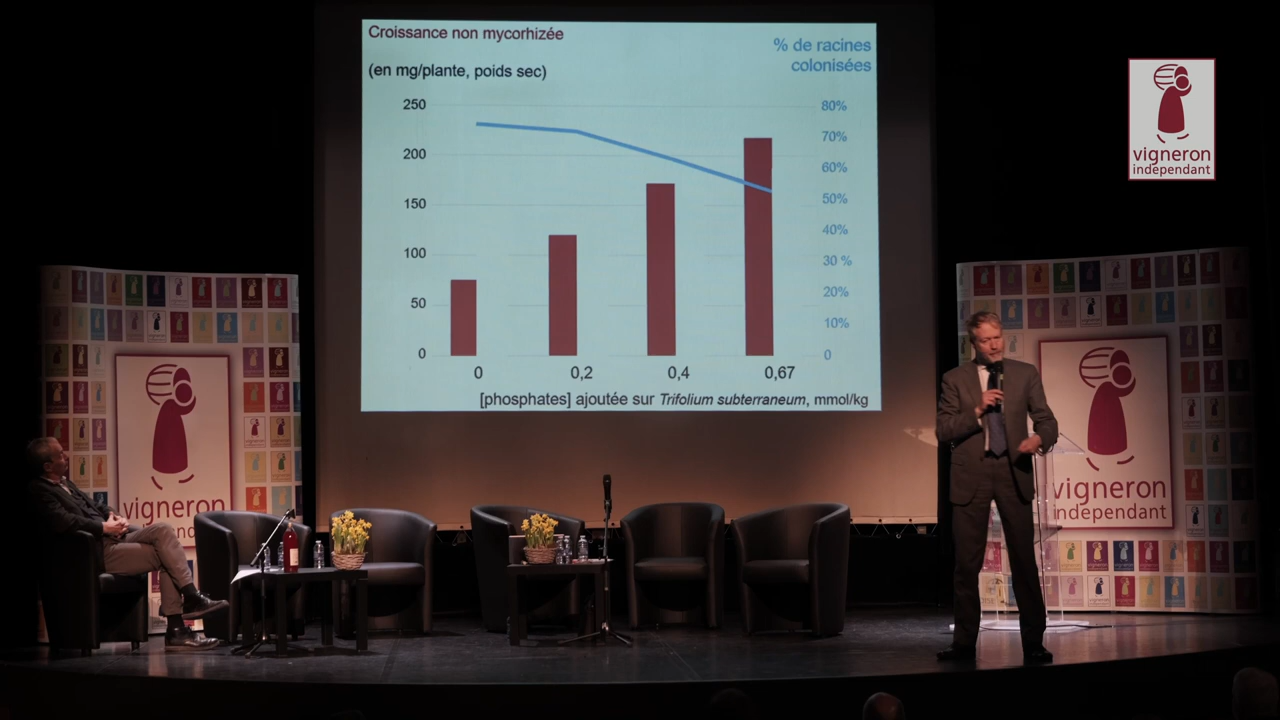 Croissance non mycorhizée
(en mg/plante, poids sec)
% de racines
colonisées
250
200
150
100
50
0
80%
70%
60%
50%
40%
30 %
20%
10%
0
0 0,2 0,4 0,67
[phosphates] ajoutée sur Trifolium subterraneum, mmol/kg
vigneron
independant
vigneron
vigneron
independant